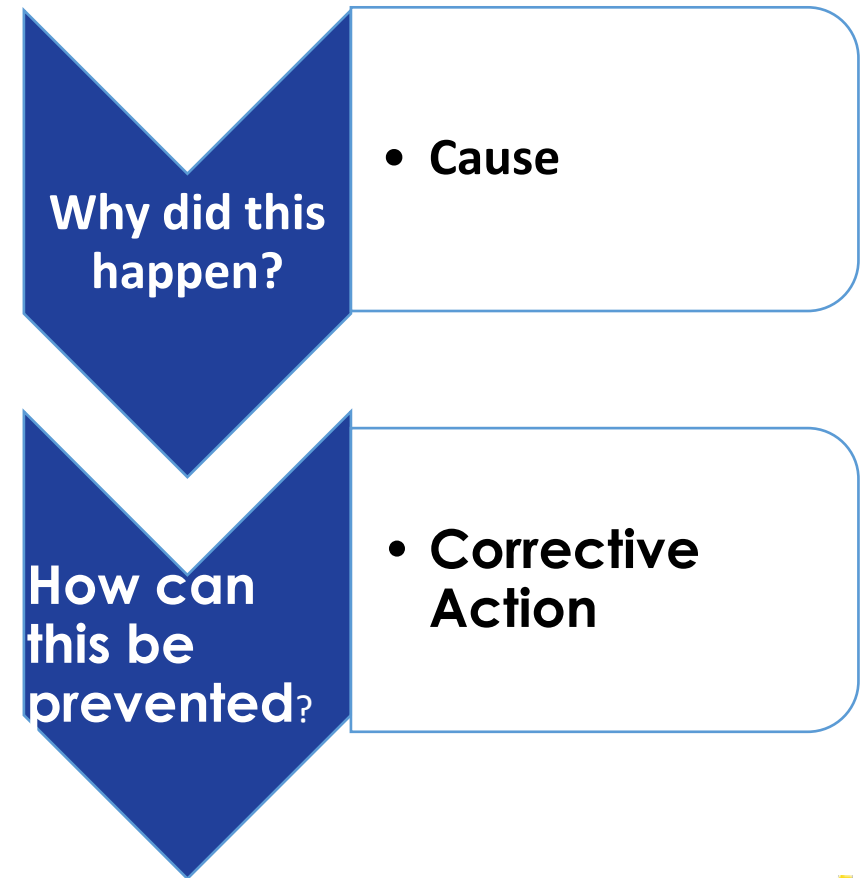 Why did this
happen?
• Cause
How can
this be
prevented?
• Corrective
Action